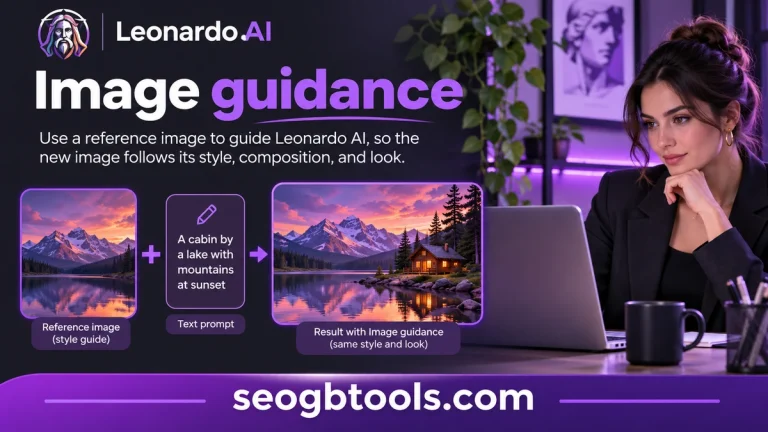 Leonardo.AI
Image guidance
Use a reference image to guide Leonardo AI, so the
new image follows its style, composition, and look.
A cabin by
a lake with
mountains
at sunset
Reference image
(style guide)
Text prompt
Result with Image guidance
(same style and look)
seogbtools.com